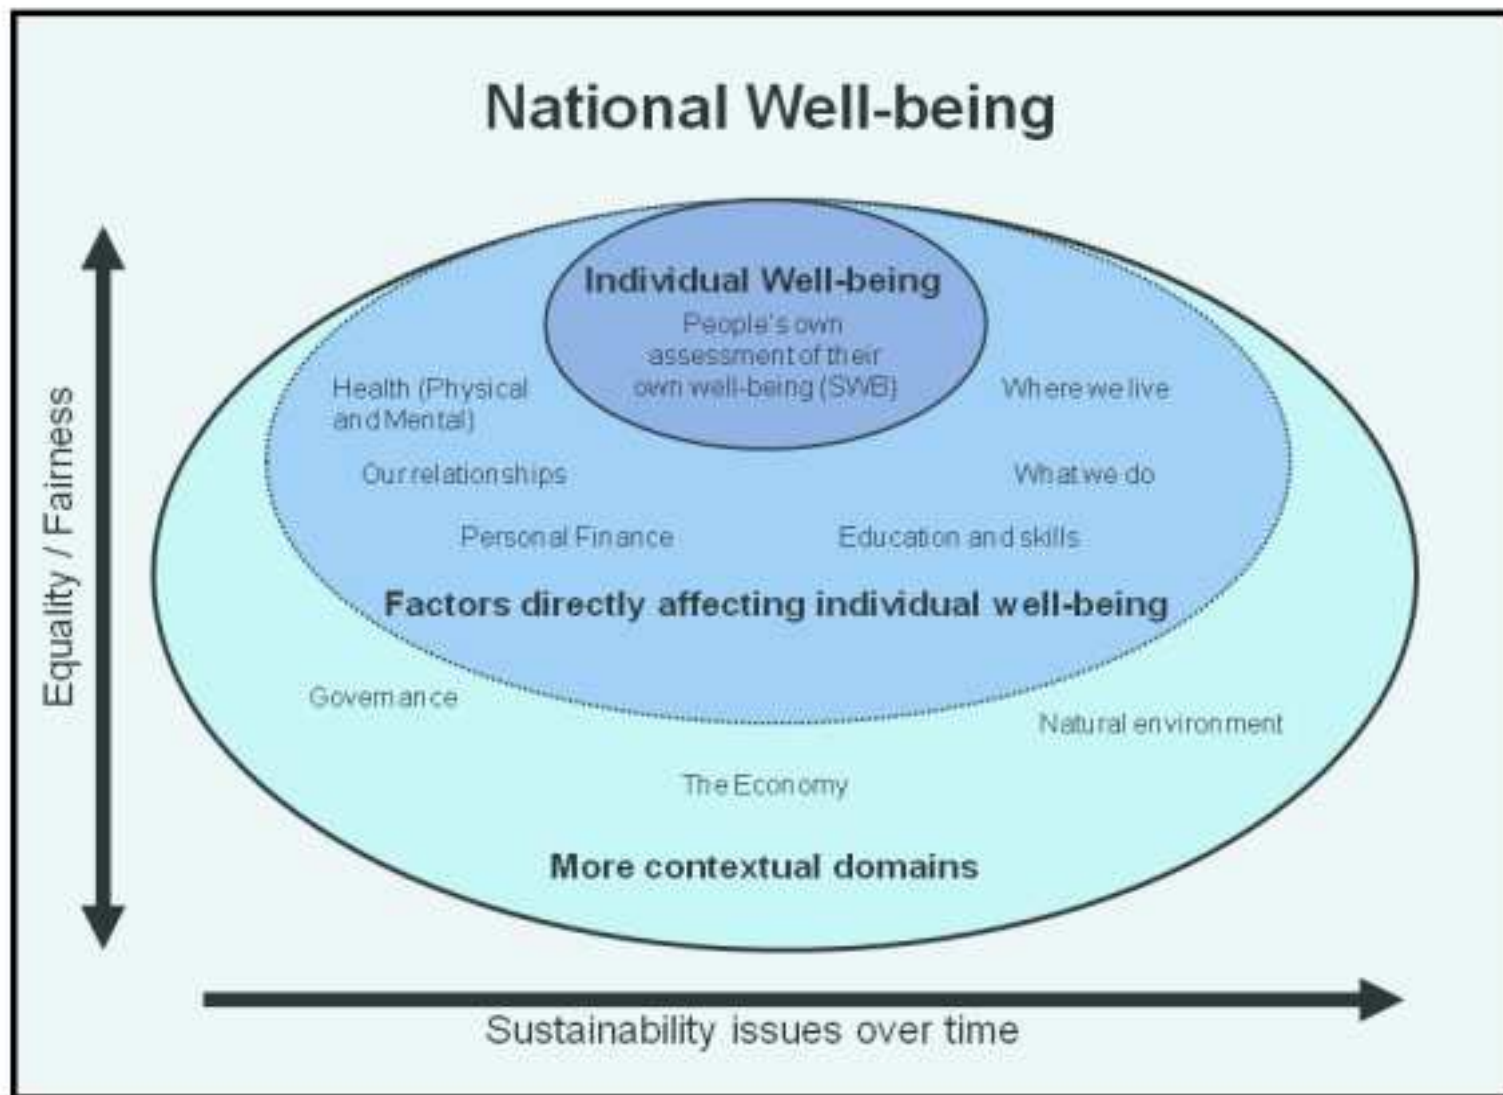 National Well-being
Individual Well-being
People's own
assessment of their
own well-being (SWB)
Health (Physical
and Mental)
Where we live
Our relationships
What we do
Personal Finance
Education and skills
Factors directly affecting individual well-being
Governance
Natural environment
The Economy
More contextual domains
Equality / Fairness
Sustainability issues over time